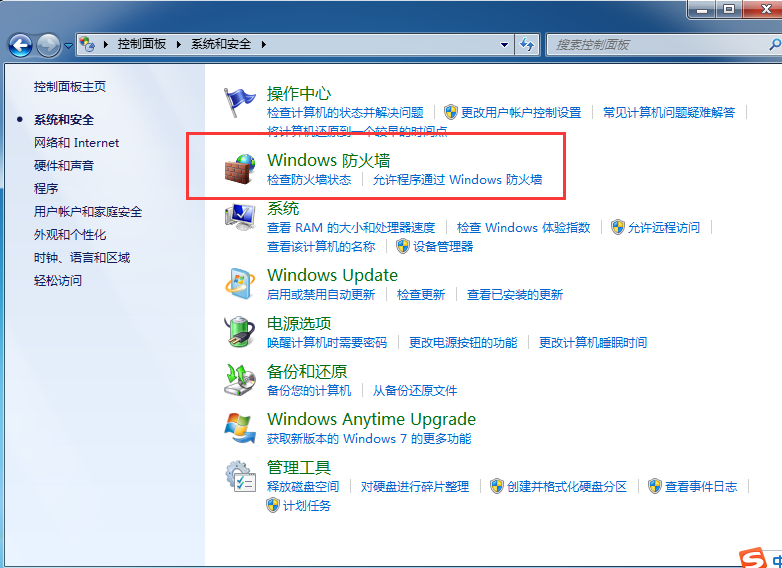 控制面板 系统和安全
搜索控制面板
控制面板主页
系统和安全
网络和 Internet
硬件和声音
程序
用户帐户和家庭安全
外观和个性化
时钟、语言和区域
轻松访问
操作中心
检查计算机的状态并解决问题 更改用户帐户控制设置 常见计算机问题疑难解答
将计算机还原到一个较早的时间点
Windows 防火墙
检查防火墙状态 允许程序通过 Windows 防火墙
系统
查看 RAM 的大小和处理器速度 检查 Windows 体验指数 允许远程访问
查看该计算机的名称 设备管理器
Windows Update
启用或禁用自动更新 检查更新 查看已安装的更新
电源选项
唤醒计算机时需要密码 更改电源按钮的功能 更改计算机睡眠时间
备份和还原
备份您的计算机 从备份还原文件
Windows Anytime Upgrade
获取新版本的 Windows 7 的更多功能
管理工具
释放磁盘空间 对硬盘进行碎片整理 创建并格式化硬盘分区 查看事件日志
计划任务
S 中